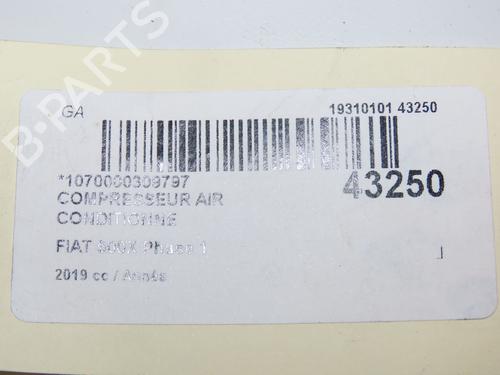 GA
19310101 43250
*1070000309797
43250
COMPRESSEUR AIR
CONDITIONNE
FIAT 500X Phase 1
2019 cc / Année
B-PARTS